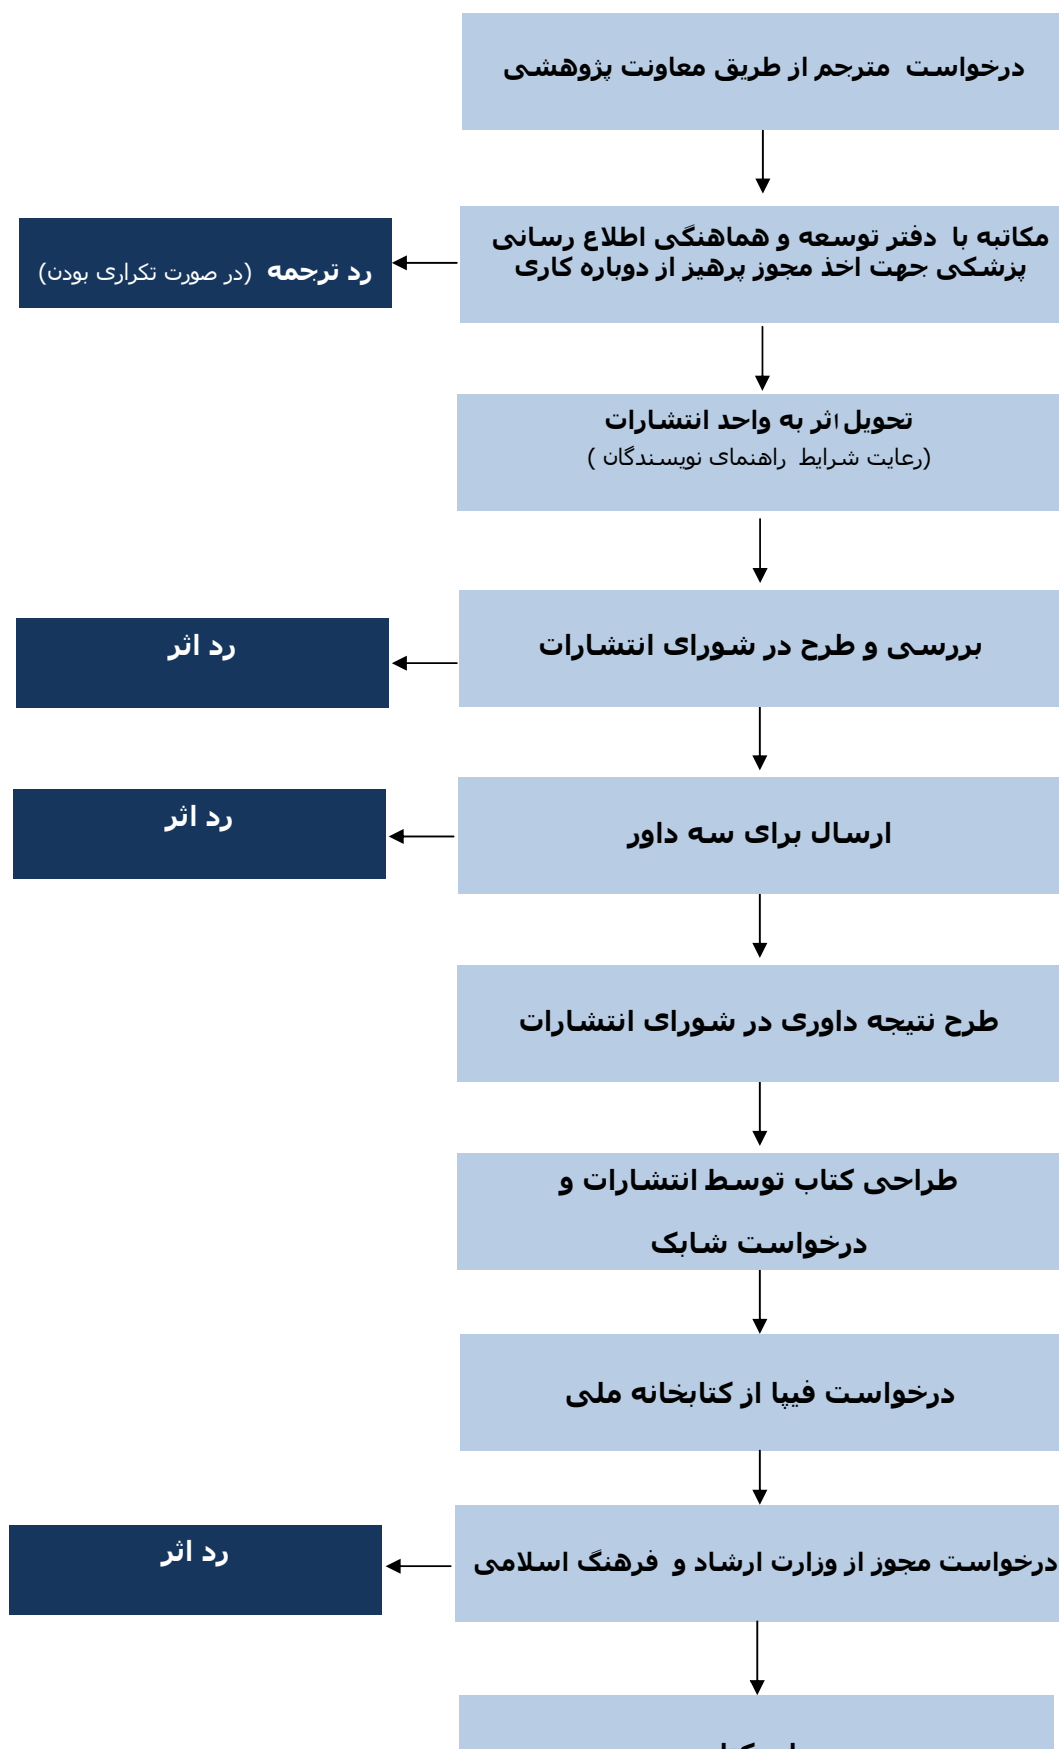 درخواست مترجم از طریق معاونت پژوهشی
مکاتبه با دفتر توسعه و هماهنگی اطلاع رسانی
پزشکی جهت اخذ مجوز پرهیز از دوباره کاری
رد ترجمه (در صورت تکراری بودن)
تحویل اثر به واحد انتشارات
(رعایت شرایط راهنمای نویسندگان )
بررسی و طرح در شورای انتشارات
رد اثر
ارسال برای سه داور
رد اثر
طرح نتیجه داوری در شورای انتشارات
طراحی کتاب توسط انتشارات و
درخواست شابک
درخواست فیپا از کتابخانه ملی
درخواست مجوز از وزارت ارشاد و فرهنگ اسلامی
رد اثر